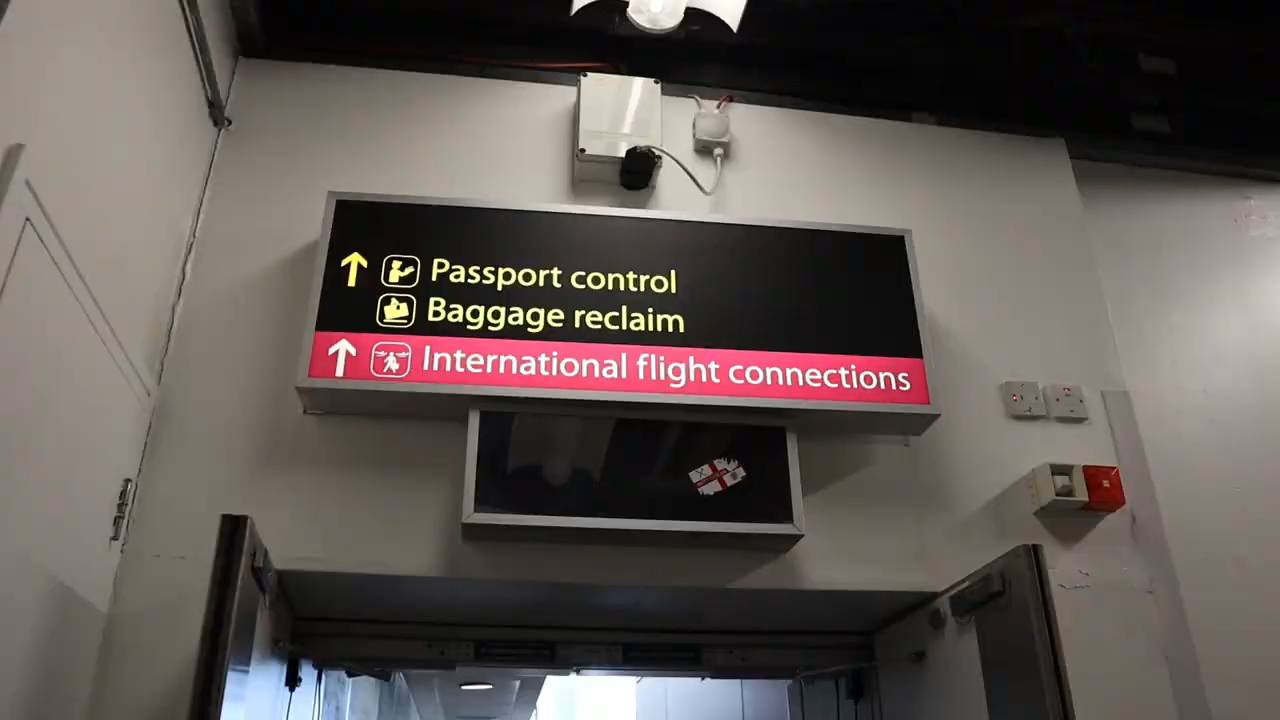 Passport control
Baggage reclaim
International flight connections